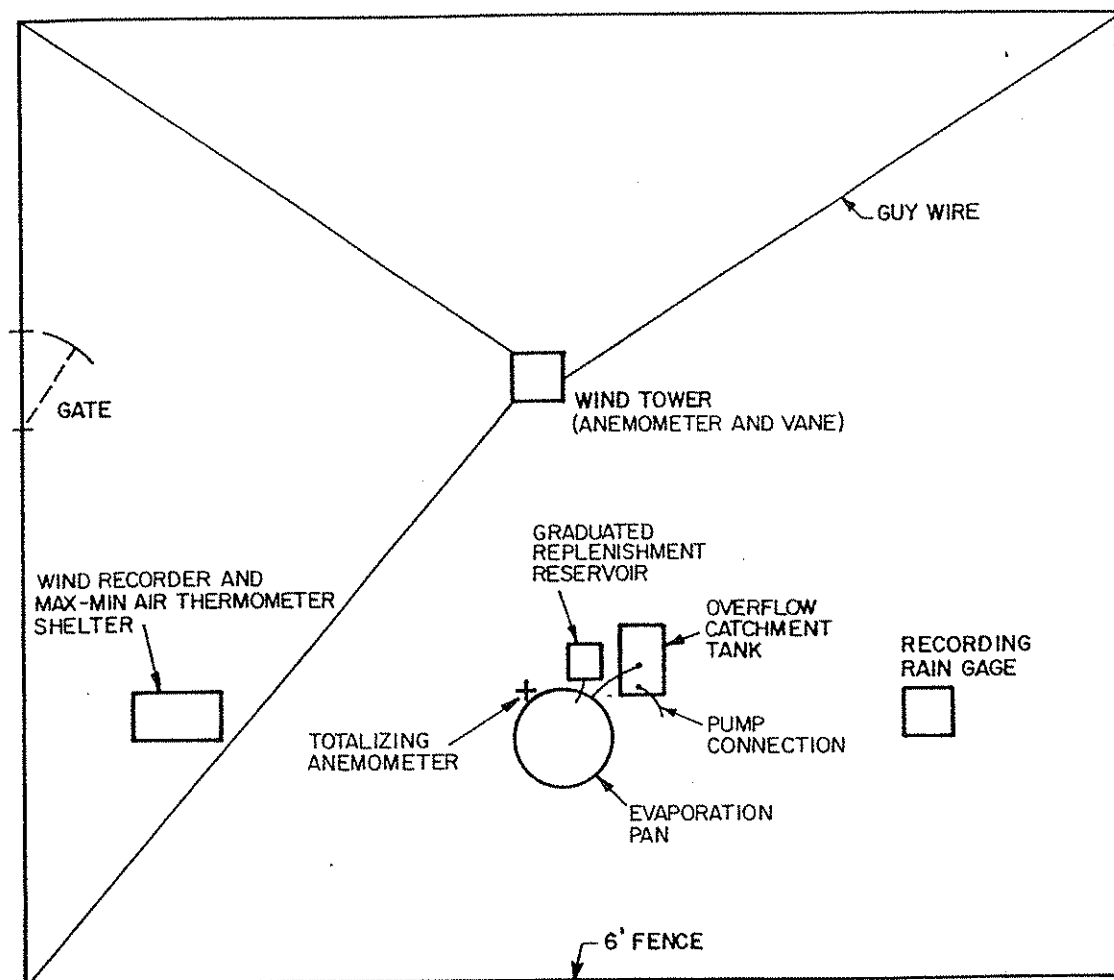 GUY WIRE
GATE
WIND TOWER
(ANEMOMETER AND VANE)
GRADUATED
REPLENISHMENT
RESERVOIR
WIND RECORDER AND
MAX-MIN AIR THERMOMETER
SHELTER
OVERFLOW
CATCHMENT
TANK
RECORDING
RAIN GAGE
TOTALIZING
ANEMOMETER
PUMP
CONNECTION
EVAPORATION
PAN
6' FENCE